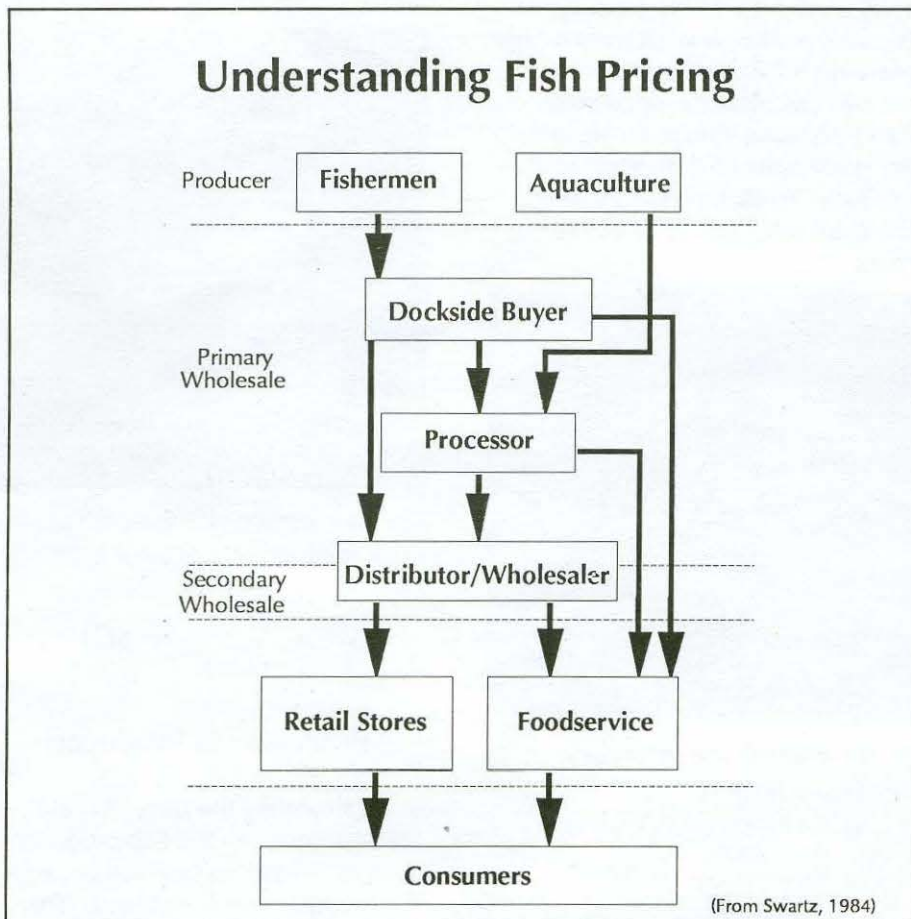 Understanding Fish Pricing
Producer
Fishermen
Aquaculture
Dockside Buyer
Primary
Wholesale
Processor
Distributor/Wholesaler
Secondary
Wholesale
Retail Stores
Foodservice
Consumers
(From Swartz, 1984)